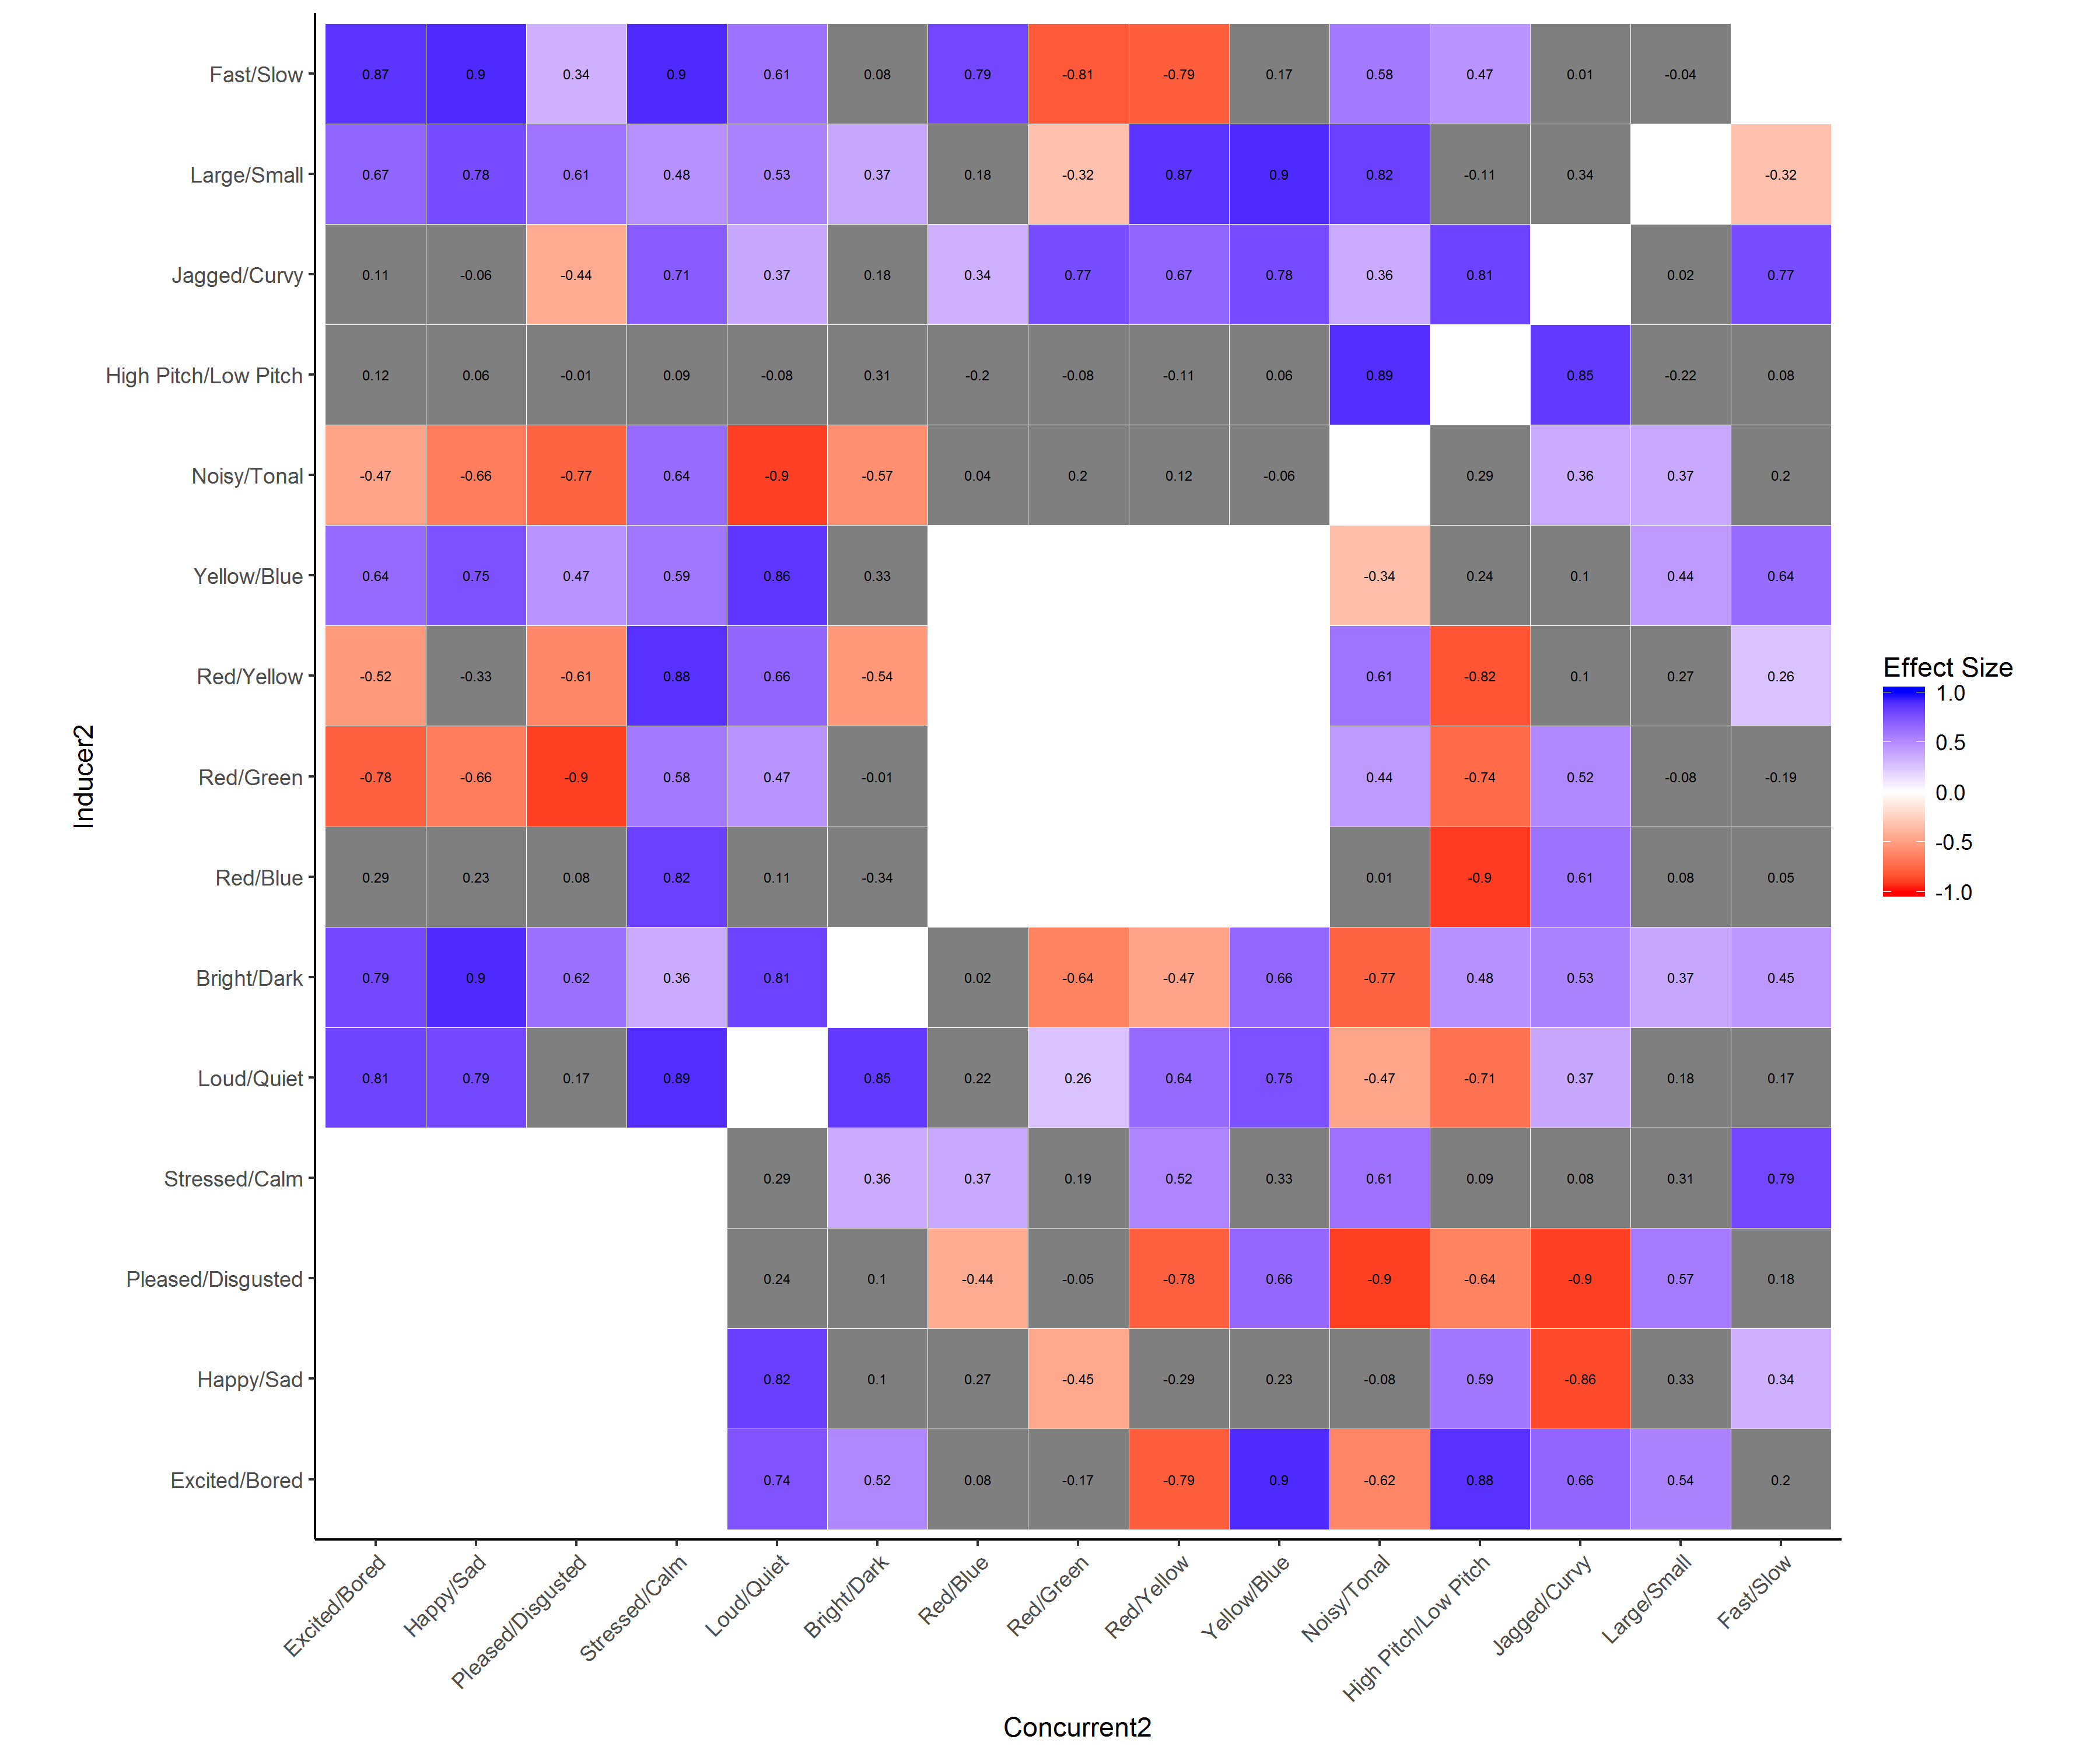 Fast/Slow 0.87 0.9 0.34 0.9 0.61 0.08 0.79 -0.81 -0.79 0.17 0.58 0.47 0.01 -0.04
Large/Small 0.67 0.78 0.61 0.48 0.53 0.37 0.18 -0.32 0.87 0.9 0.82 -0.11 0.34 -0.32
Jagged/Curvy 0.11 -0.06 -0.44 0.71 0.37 0.18 0.34 0.77 0.67 0.78 0.36 0.81 0.02 0.77
High Pitch/Low Pitch 0.12 0.06 -0.01 0.09 -0.08 0.31 -0.2 -0.08 -0.11 0.06 0.89 0.85 -0.22 0.08
Noisy/Tonal -0.47 -0.66 -0.77 0.64 -0.9 -0.57 0.04 0.2 0.12 -0.06 0.29 0.36 0.37 0.2
Yellow/Blue 0.64 0.75 0.47 0.59 0.86 0.33 -0.34 0.24 0.1 0.44 0.64
Red/Yellow -0.52 -0.33 -0.61 0.88 0.66 -0.54 0.61 -0.82 0.1 0.27 0.26
Red/Green -0.78 -0.66 -0.9 0.58 0.47 -0.01 0.44 -0.74 0.52 -0.08 -0.19
Red/Blue 0.29 0.23 0.08 0.82 0.11 -0.34 0.01 -0.9 0.61 0.08 0.05
Bright/Dark 0.79 0.9 0.62 0.36 0.81 0.02 -0.64 -0.47 0.66 -0.77 0.48 0.53 0.37 0.45
Loud/Quiet 0.81 0.79 0.17 0.89 0.85 0.22 0.26 0.64 0.75 -0.47 -0.71 0.37 0.18 0.17
Stressed/Calm 0.29 0.36 0.37 0.19 0.52 0.33 0.61 0.09 0.08 0.31 0.79
Pleased/Disgusted 0.24 0.1 -0.44 -0.05 -0.78 0.66 -0.9 -0.64 -0.9 0.57 0.18
Happy/Sad 0.82 0.1 0.27 -0.45 -0.29 0.23 -0.08 0.59 -0.86 0.33 0.34
Excited/Bored 0.74 0.52 0.08 -0.17 -0.79 0.9 -0.62 0.88 0.66 0.54 0.2
Inducer2
Excited/Bored
Happy/Sad
Pleased/Disgusted
Stressed/Calm
Loud/Quiet
Bright/Dark
Red/Blue
Red/Green
Red/Yellow
Yellow/Blue
Noisy/Tonal
High Pitch/Low Pitch
Jagged/Curvy
Large/Small
Fast/Slow
Concurrent2
Effect Size
1.0
0.5
0.0
-0.5
-1.0